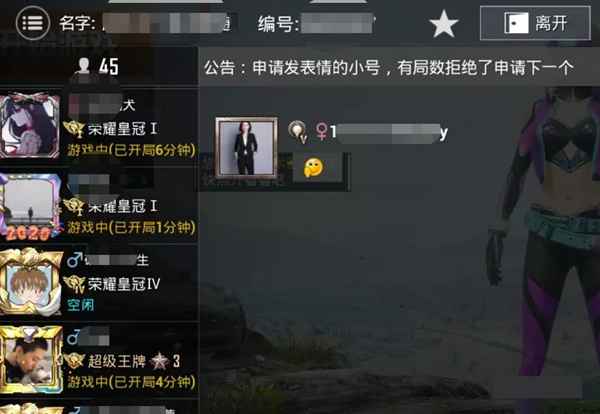 名字:
编号:
离开
45
公告：申请发表情的小号，有局数拒绝了申请下一个
犬
荣耀皇冠 I
游戏中(已开局6分钟)
荣耀皇冠 I
游戏中(已开局1分钟)
2020
生
荣耀皇冠IV
空闲
超级王牌 3
游戏中(已开局4分钟)
1
y